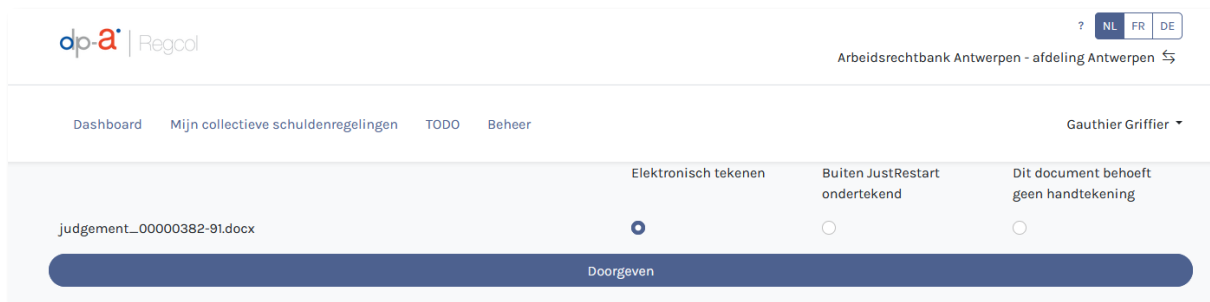 dp-a | Regcol
? NL FR DE
Arbeidsrechtbank Antwerpen - afdeling Antwerpen
Dashboard Mijn collectieve schuldenregelingen TODO Beheer Gauthier Griffier
Elektronisch tekenen
Buiten JustRestart
ondertekend
Dit document behoeft
geen handtekening
judgement_00000382-91.docx
Doorgeven